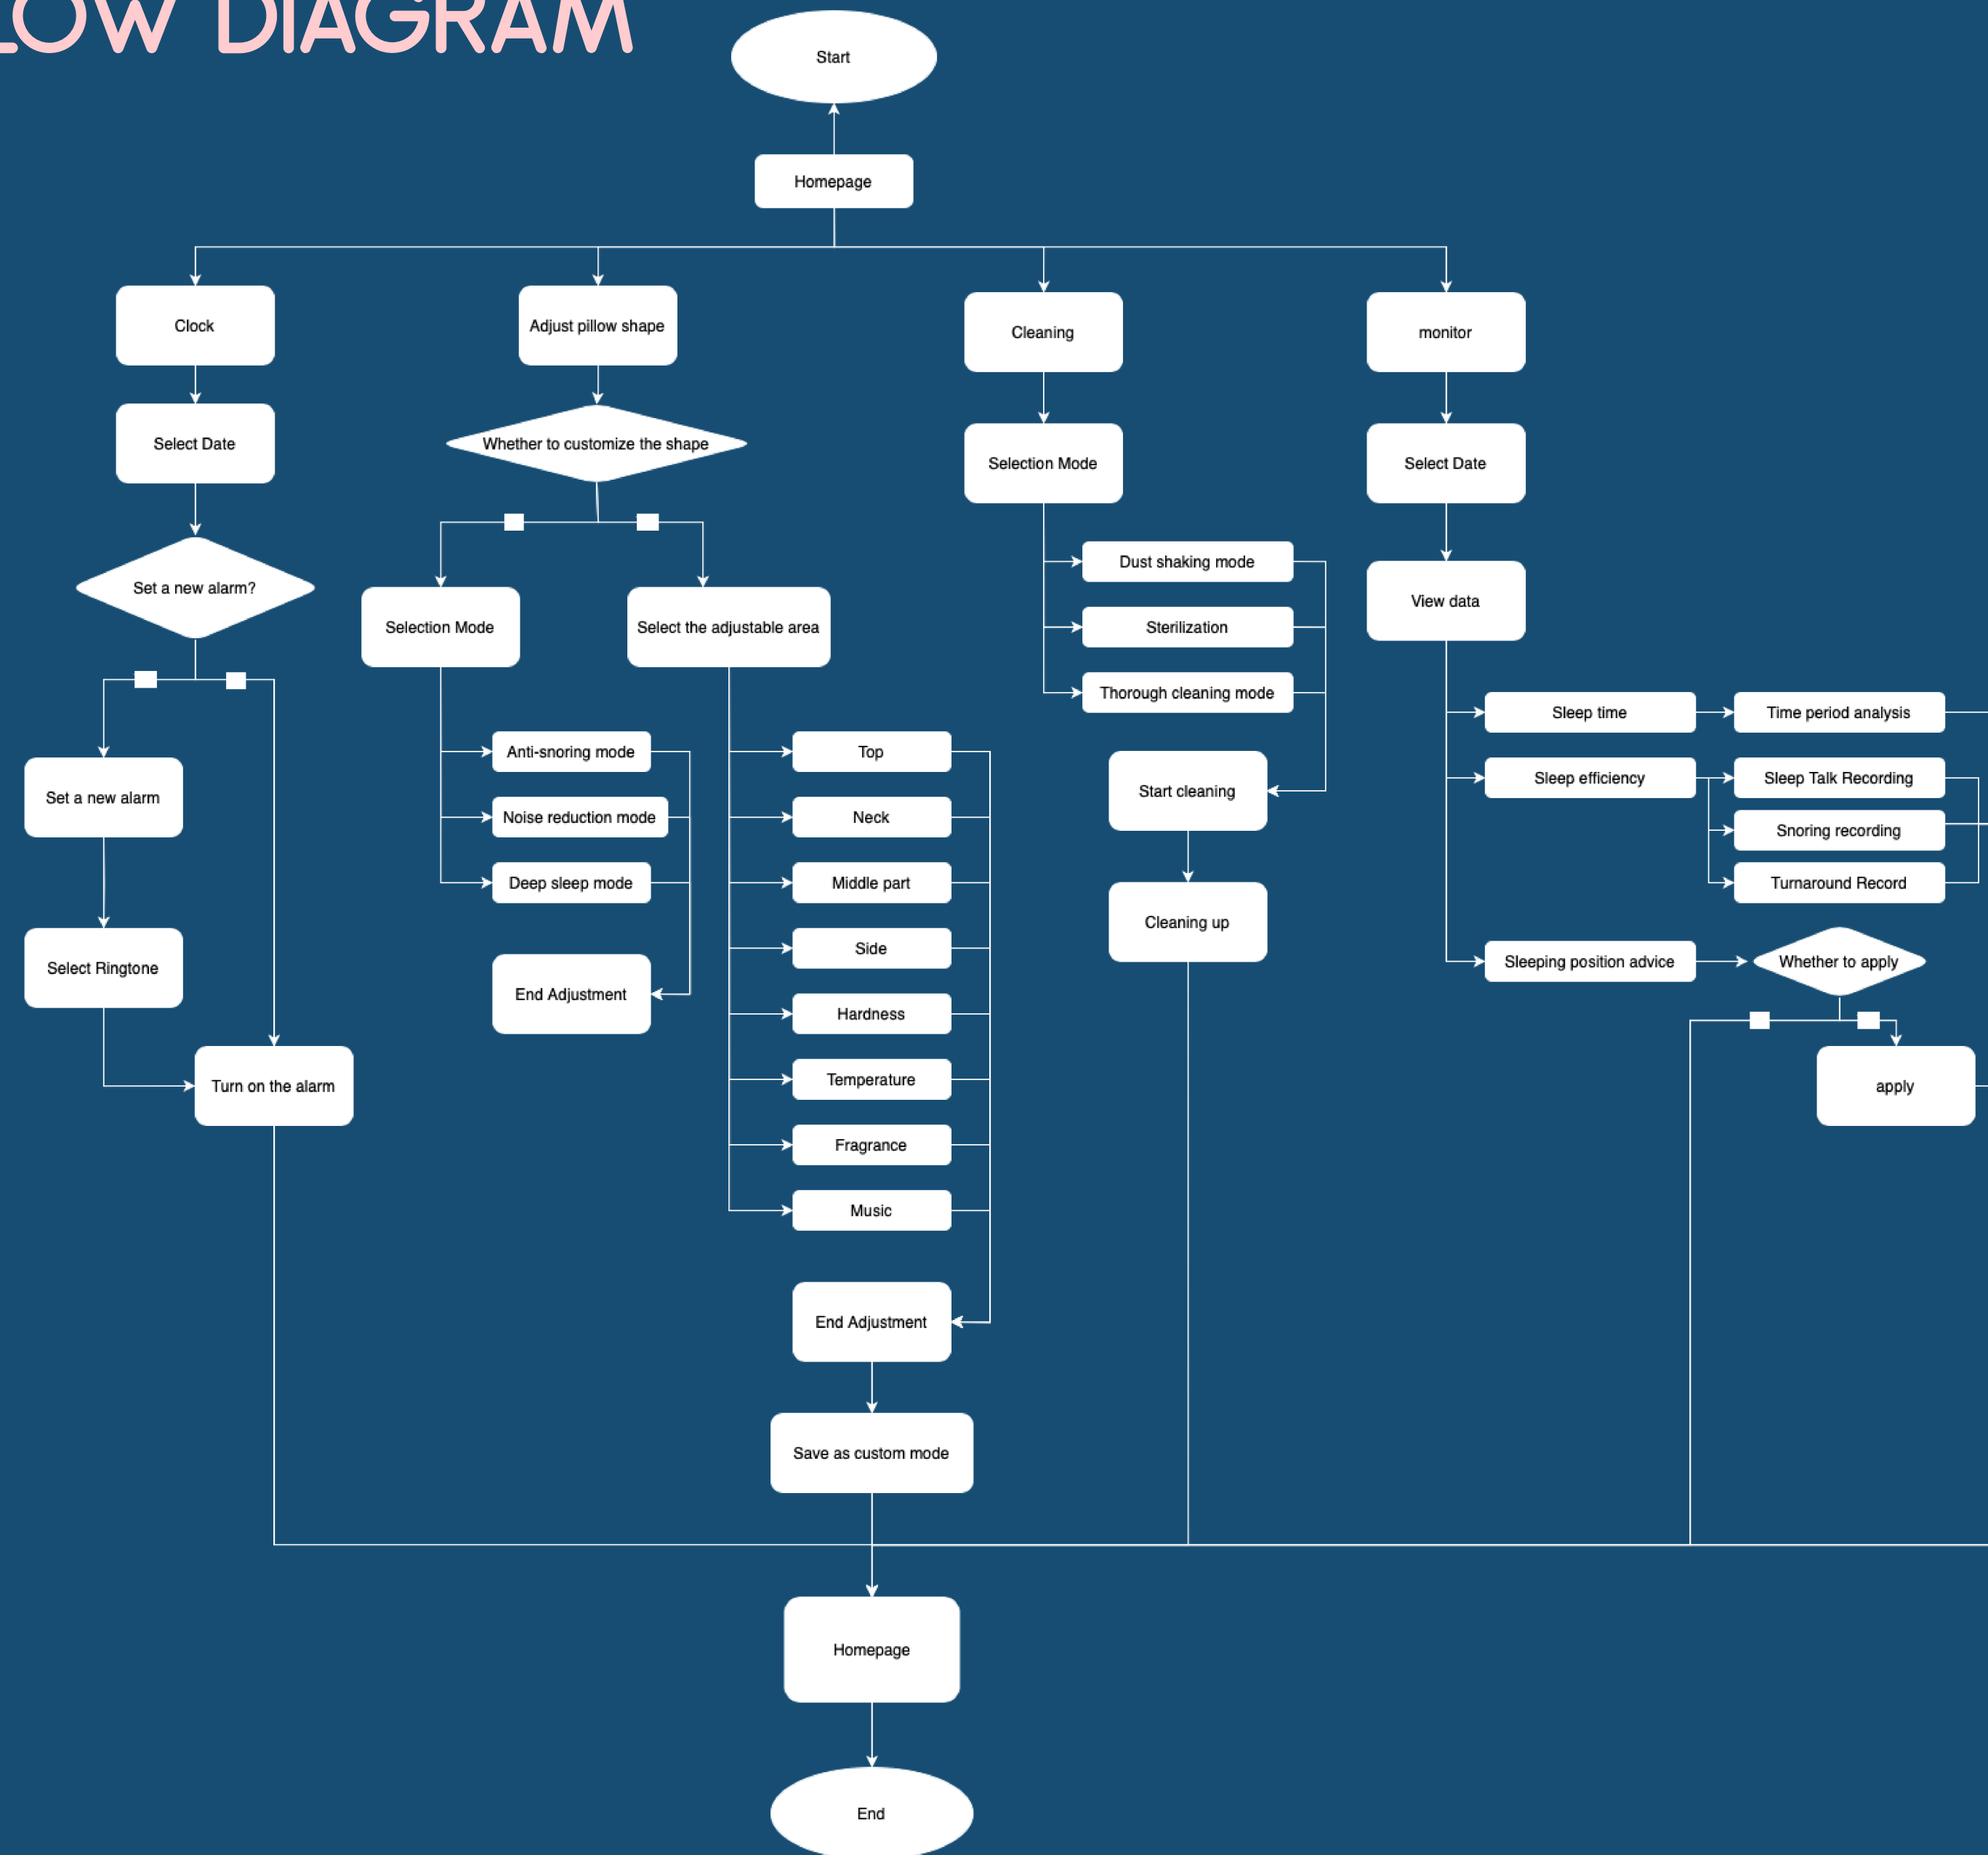 LOW DIAGRAM
Start
Homepage
Clock
Adjust pillow shape
Cleaning
monitor
Select Date
Whether to customize the shape
Selection Mode
Select Date
Set a new alarm?
Selection Mode
Select the adjustable area
Dust shaking mode
Sterilization
Thorough cleaning mode
View data
Sleep time
Time period analysis
Sleep efficiency
Sleep Talk Recording
Snoring recording
Turnaround Record
Sleeping position advice
Whether to apply
apply
Set a new alarm
Select Ringtone
Turn on the alarm
Anti-snoring mode
Noise reduction mode
Deep sleep mode
End Adjustment
Top
Neck
Middle part
Side
Hardness
Temperature
Fragrance
Music
End Adjustment
Save as custom mode
Start cleaning
Cleaning up
Homepage
End